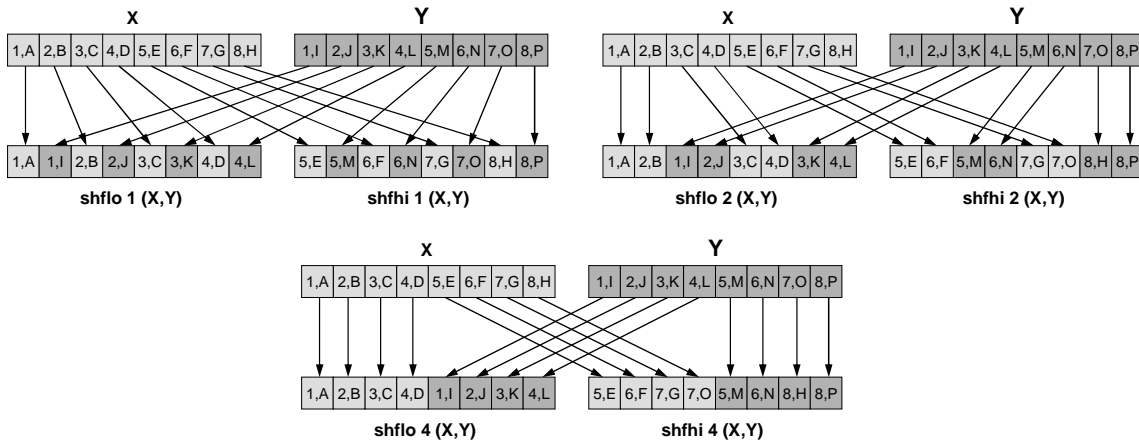 X Y X Y
1,A 2,B 3,C 4,D 5,E 6,F 7,G 8,H 1,I 2,J 3,K 4,L 5,M 6,N 7,O 8,P 1,A 2,B 3,C 4,D 5,E 6,F 7,G 8,H 1,I 2,J 3,K 4,L 5,M 6,N 7,O 8,P
1,A 1,I 2,B 2,J 3,C 3,K 4,D 4,L 5,E 5,M 6,F 6,N 7,G 7,O 8,H 8,P 1,A 2,B 1,I 2,J 3,C 4,D 3,K 4,L 5,E 6,F 5,M 6,N 7,G 7,O 8,H 8,P
shflo 1 (X,Y) shfhi 1 (X,Y) shflo 2 (X,Y) shfhi 2 (X,Y)
X Y
1,A 2,B 3,C 4,D 5,E 6,F 7,G 8,H 1,I 2,J 3,K 4,L 5,M 6,N 7,O 8,P
1,A 2,B 3,C 4,D 1,I 2,J 3,K 4,L 5,E 6,F 7,G 7,O 5,M 6,N 8,H 8,P
shflo 4 (X,Y) shfhi 4 (X,Y)